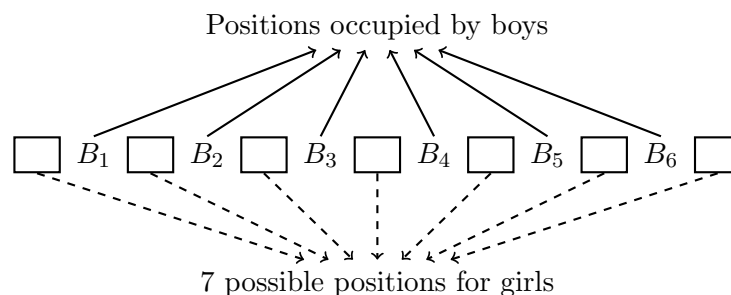 Positions occupied by boys
B₁ B₂ B₃ B₄ B₅ B₆
7 possible positions for girls